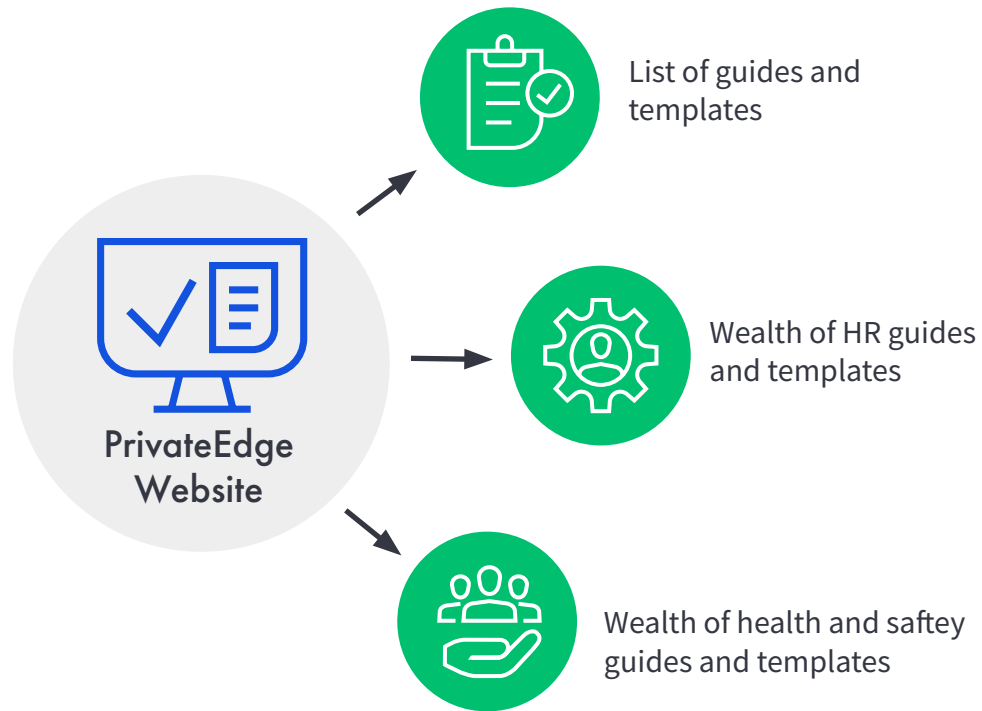 List of guides and
templates
PrivateEdge
Website
Wealth of HR guides
and templates
Wealth of health and saftey
guides and templates